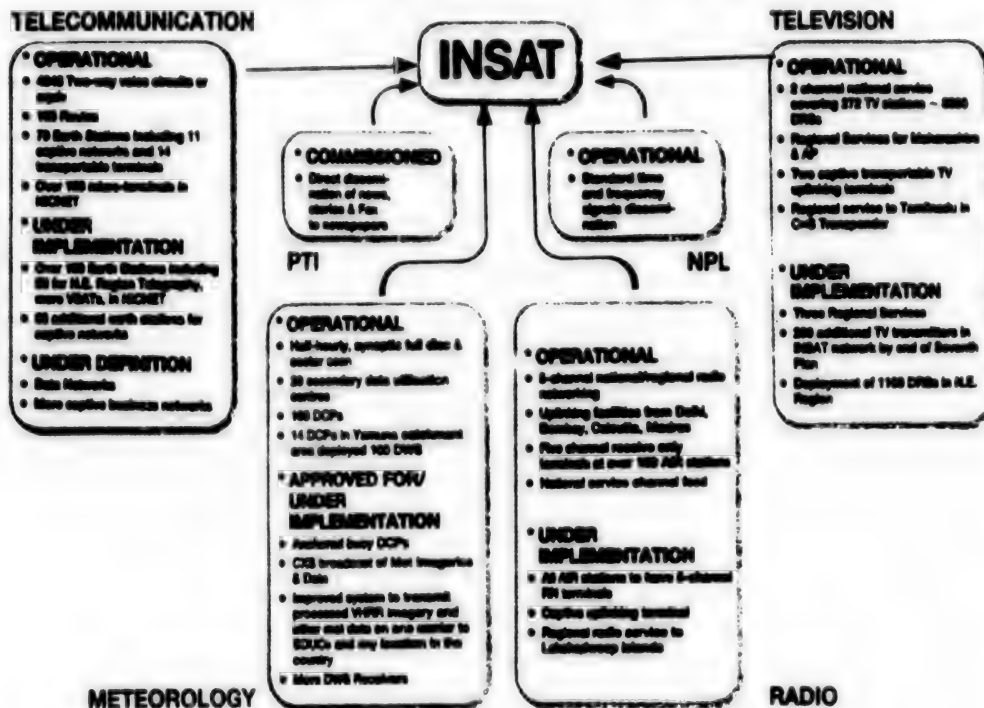 TELECOMMUNICATION
* OPERATIONAL
• Two-way voice circuits or
• Routes
• Earth Stations including 11
captive networks and 14
transportable terminals
• Over micro-terminals in
NICNET
* UNDER
IMPLEMENTATION
• Over Earth Stations including
for N.E. Region Telegraphy,
more VSATs, in NICNET
• additional earth stations for
captive networks
* UNDER DEFINITION
• Data Networks
• More captive business networks
INSAT
* COMMISSIONED
• Direct dissemi-
nation of news,
stories & Fax
to newspapers
PTI
* OPERATIONAL
• Standard time
and frequency
signals dissemi-
nation
NPL
TELEVISION
* OPERATIONAL
• 2 channel national service
covering TV stations
DRSs
• Regional Services for Maharashtra
& AP
• Two captive transportable TV
uplinking terminals
• Regional service to Tamilnadu in
CxS Transponder
* UNDER
IMPLEMENTATION
• Three Regional Services
• additional TV transmitters in
INSAT network by end of Seventh
Plan
• Deployment of DRSs in N.E.
Region
* OPERATIONAL
• Half-hourly, synoptic full disc &
sector scan
• secondary data utilisation
centres
• DCPs
• 14 DCPs in Yamuna catchment
area deployed 100 DWS
* APPROVED FOR/
UNDER
IMPLEMENTATION
• Anchored buoy DCPs
• CXS broadcast of Met Imageries
& Data
• Improved system to transmit
processed VHRR imagery and
other met data on one carrier to
SDUCs and any location in the
country
• More DWS Receivers
METEOROLOGY
* OPERATIONAL
• 5-channel national/regional radio
networking
• Uplinking facilities from Delhi,
Bombay, Calcutta, Madras
• Five channel receive only
terminals at over AIR stations
• National service channel feed
* UNDER
IMPLEMENTATION
• All AIR stations to have 5-channel
RN terminals
• Captive uplinking terminal
• Regional radio service to
Lakshadweep Islands
RADIO